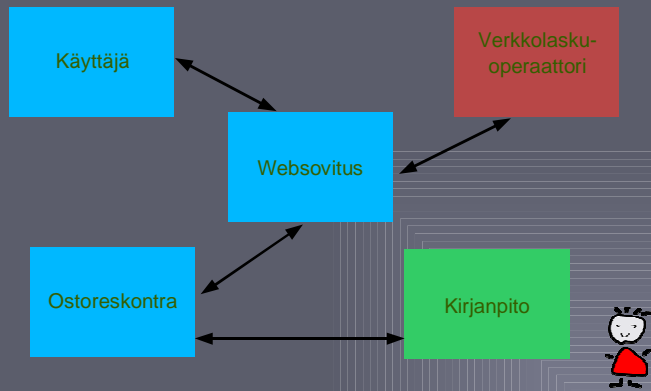 Käyttäjä
Verkkolasku-
operaattori
Websovitus
Ostoreskontra
Kirjanpito